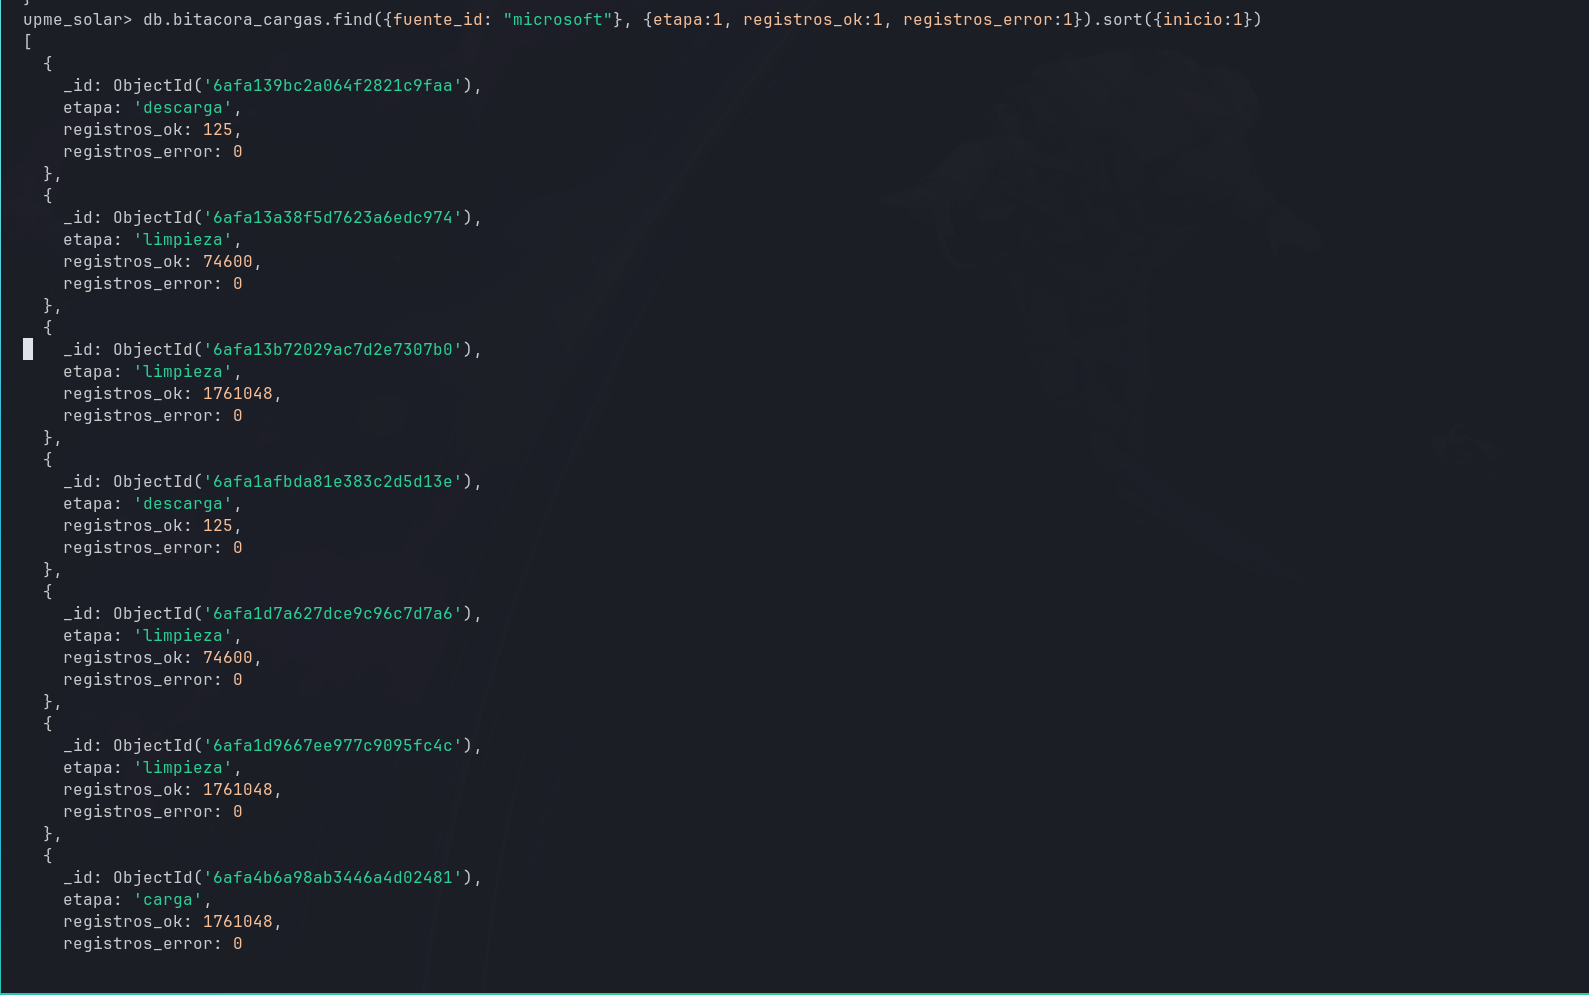 }
upme_solar> db.bitacora_cargas.find({fuente_id: "microsoft"}, {etapa:1, registros_ok:1, registros_error:1}).sort({inicio:1})
[
  {
    _id: ObjectId('6afa139bc2a064f2821c9faa'),
    etapa: 'descarga',
    registros_ok: 125,
    registros_error: 0
  },
  {
    _id: ObjectId('6afa13a38f5d7623a6edc974'),
    etapa: 'limpieza',
    registros_ok: 74600,
    registros_error: 0
  },
  {
    _id: ObjectId('6afa13b72029ac7d2e7307b0'),
    etapa: 'limpieza',
    registros_ok: 1761048,
    registros_error: 0
  },
  {
    _id: ObjectId('6afa1afbda81e383c2d5d13e'),
    etapa: 'descarga',
    registros_ok: 125,
    registros_error: 0
  },
  {
    _id: ObjectId('6afa1d7a627dce9c96c7d7a6'),
    etapa: 'limpieza',
    registros_ok: 74600,
    registros_error: 0
  },
  {
    _id: ObjectId('6afa1d9667ee977c9095fc4c'),
    etapa: 'limpieza',
    registros_ok: 1761048,
    registros_error: 0
  },
  {
    _id: ObjectId('6afa4b6a98ab3446a4d02481'),
    etapa: 'carga',
    registros_ok: 1761048,
    registros_error: 0